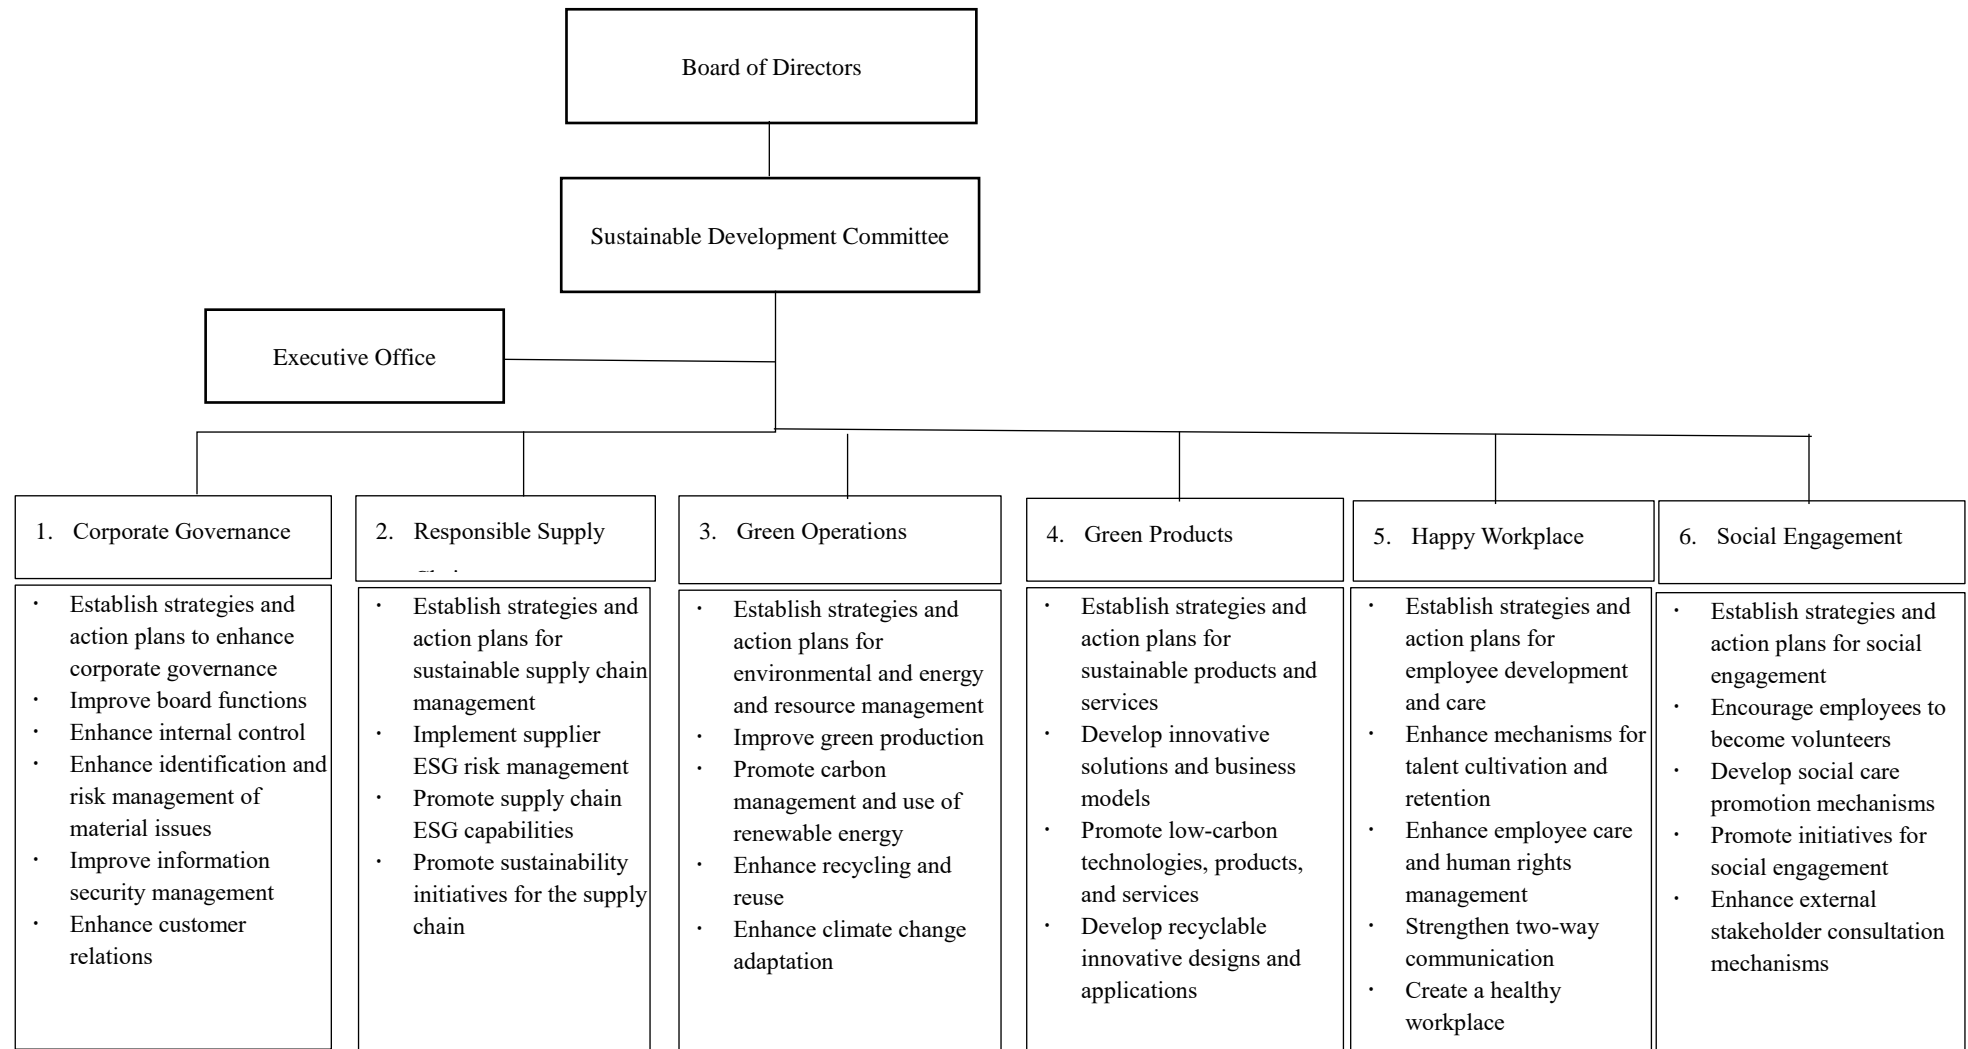 Board of Directors
Sustainable Development Committee
Executive Office
1. Corporate Governance
· Establish strategies and
action plans to enhance
corporate governance
· Improve board functions
· Enhance internal control
· Enhance identification and
risk management of
material issues
· Improve information
security management
· Enhance customer
relations
2. Responsible Supply
· Establish strategies and
action plans for
sustainable supply chain
management
· Implement supplier
ESG risk management
· Promote supply chain
ESG capabilities
· Promote sustainability
initiatives for the supply
chain
3. Green Operations
· Establish strategies and
action plans for
environmental and energy
and resource management
· Improve green production
· Promote carbon
management and use of
renewable energy
· Enhance recycling and
reuse
· Enhance climate change
adaptation
4. Green Products
· Establish strategies and
action plans for
sustainable products and
services
· Develop innovative
solutions and business
models
· Promote low-carbon
technologies, products,
and services
· Develop recyclable
innovative designs and
applications
5. Happy Workplace
· Establish strategies and
action plans for
employee development
and care
· Enhance mechanisms for
talent cultivation and
retention
· Enhance employee care
and human rights
management
· Strengthen two-way
communication
· Create a healthy
workplace
6. Social Engagement
· Establish strategies and
action plans for social
engagement
· Encourage employees to
become volunteers
· Develop social care
promotion mechanisms
· Promote initiatives for
social engagement
· Enhance external
stakeholder consultation
mechanisms